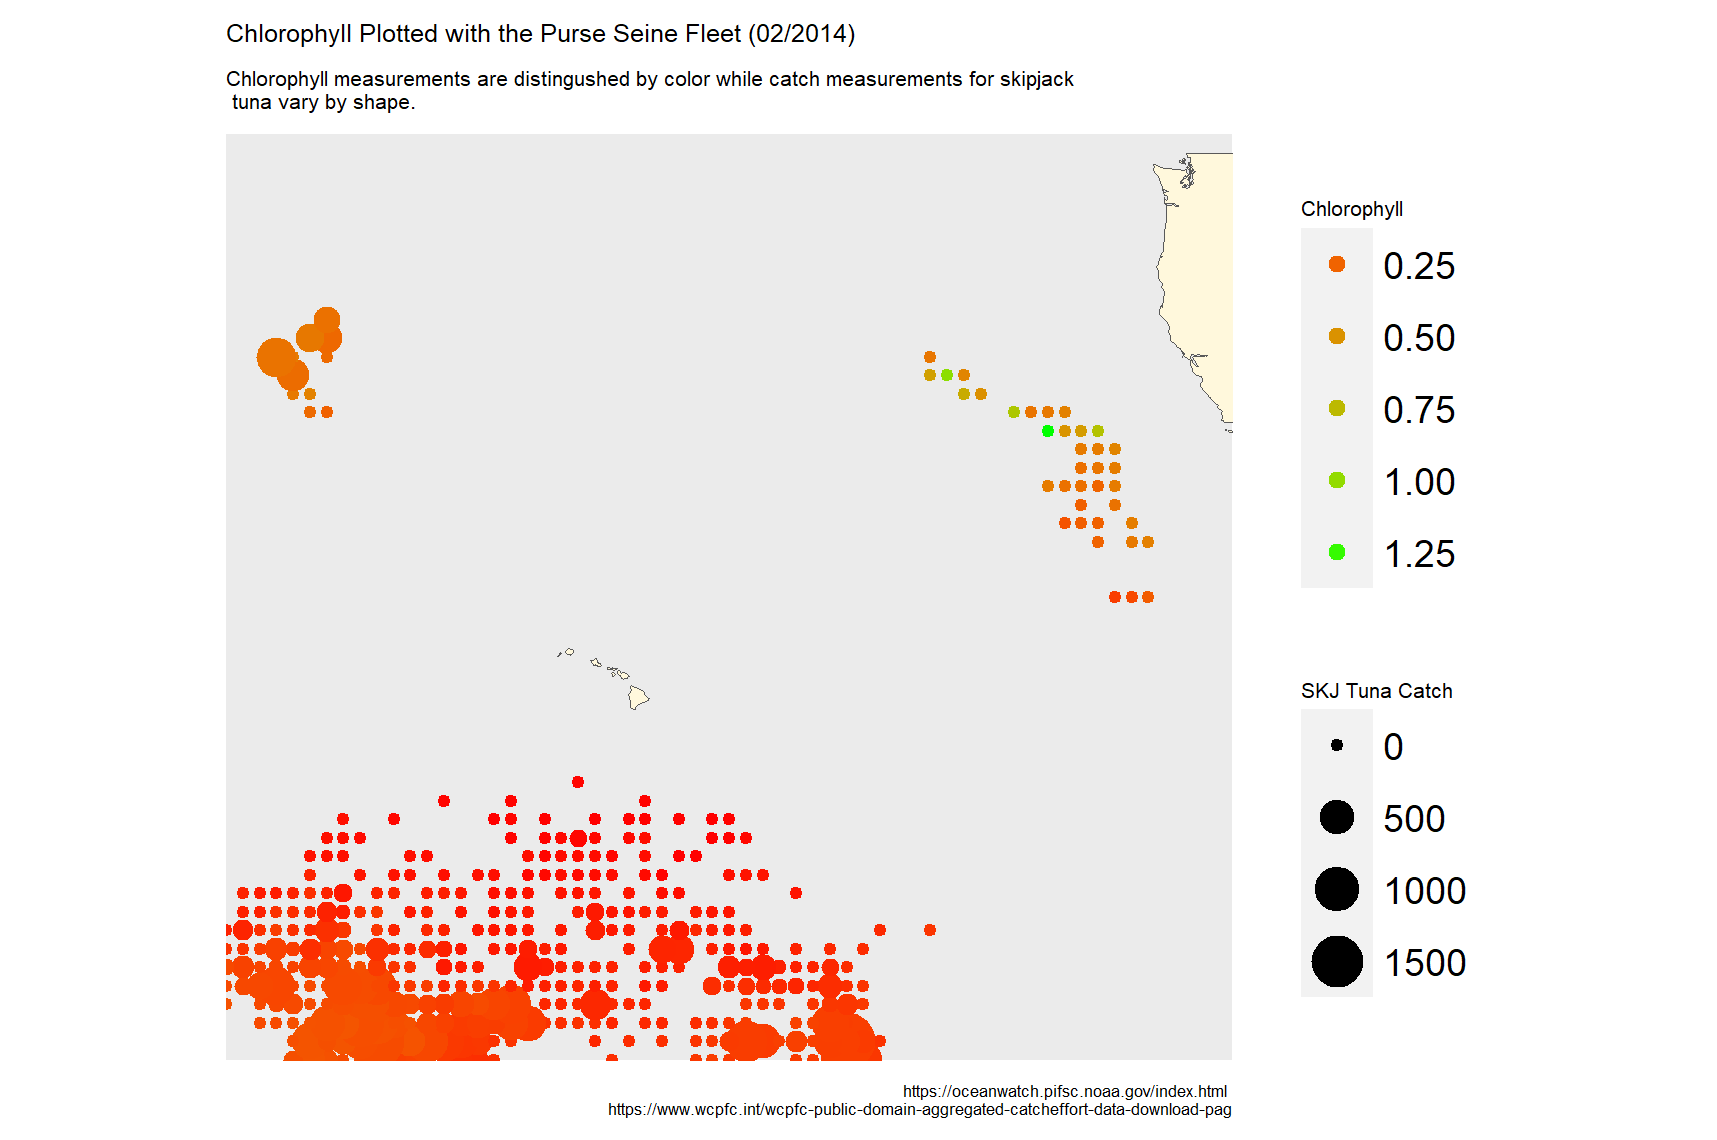 Chlorophyll Plotted with the Purse Seine Fleet (02/2014)
Chlorophyll measurements are distingushed by color while catch measurements for skipjack
tuna vary by shape.
Chlorophyll
0.25
0.50
0.75
1.00
1.25
SKJ Tuna Catch
0
500
1000
1500
https://oceanwatch.pifsc.noaa.gov/index.html
https://www.wcpfc.int/wcpfc-public-domain-aggregated-catcheffort-data-download-pag